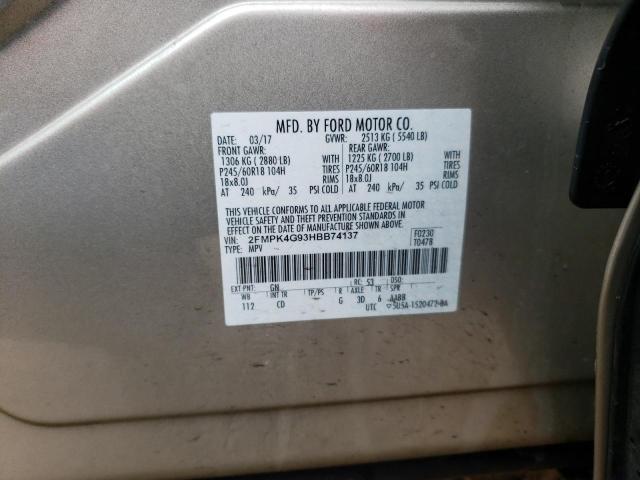 MFD. BY FORD MOTOR CO.
DATE: 03/17 GVWR: 2513 KG ( 5540 LB)
FRONT GAWR: REAR GAWR:
1306 KG ( 2880 LB) WITH 1225 KG ( 2700 LB) WITH
P245/60R18 104H TIRES P245/60R18 104H TIRES
18x8.0J RIMS 18x8.0J RIMS
AT 240 kPa/ 35 PSI COLD AT 240 kPa/ 35 PSI COLD
THIS VEHICLE CONFORMS TO ALL APPLICABLE FEDERAL MOTOR
VEHICLE SAFETY AND THEFT PREVENTION STANDARDS IN
EFFECT ON THE DATE OF MANUFACTURE SHOWN ABOVE.
VIN: 2FMPK4G93HBB74137 F0230
TYPE: MPV T0478
EXT PNT: GN RC: 53 DSO:
WB INT TR TP/PS R AXLE TR SPR
112 CD G 3D 6 AABB
UTC 5U5A-1520472-BA